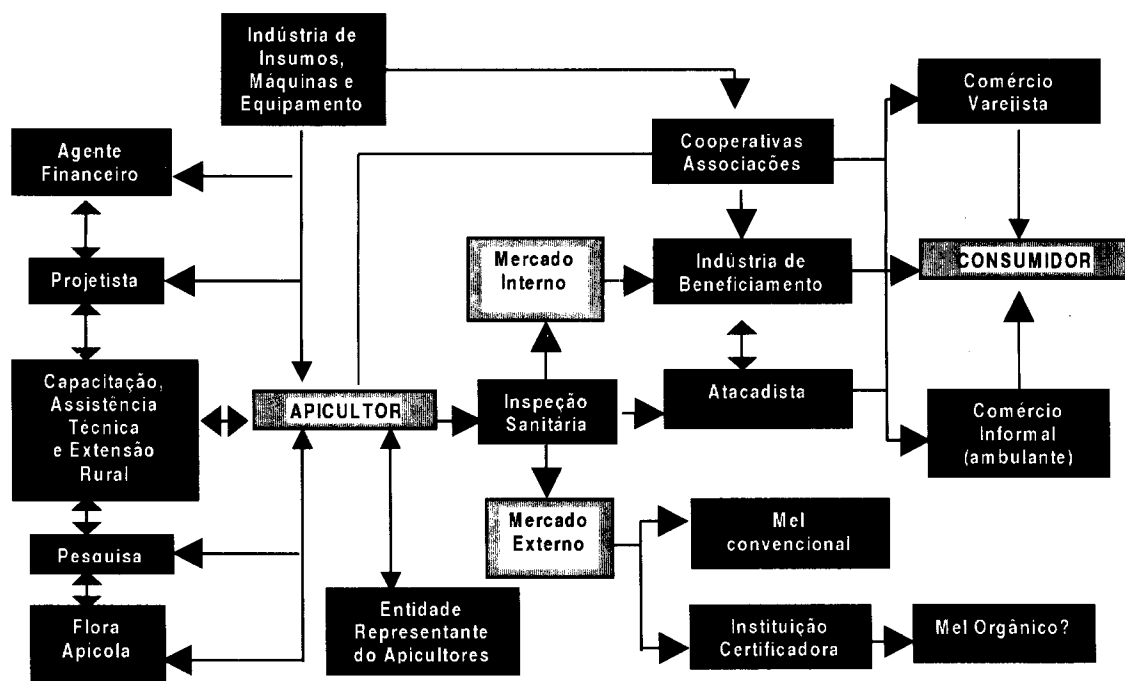 Indústria de
Insumos,
Máquinas e
Equipamento
Comércio
Varejista
Cooperativas
Associações
Agente
Financeiro
Mercado
Interno
Indústria de
Beneficiamento
CONSUMIDOR
Projetista
Capacitação,
Assistência
Técnica
e Extensão
Rural
APICULTOR
Inspeção
Sanitária
Atacadista
Comércio
Informal
(ambulante)
Mercado
Externo
Mel
convencional
Pesquisa
Entidade
Representante
do Apicultores
Flora
Apicola
Instituição
Certificadora
Mel Orgânico?